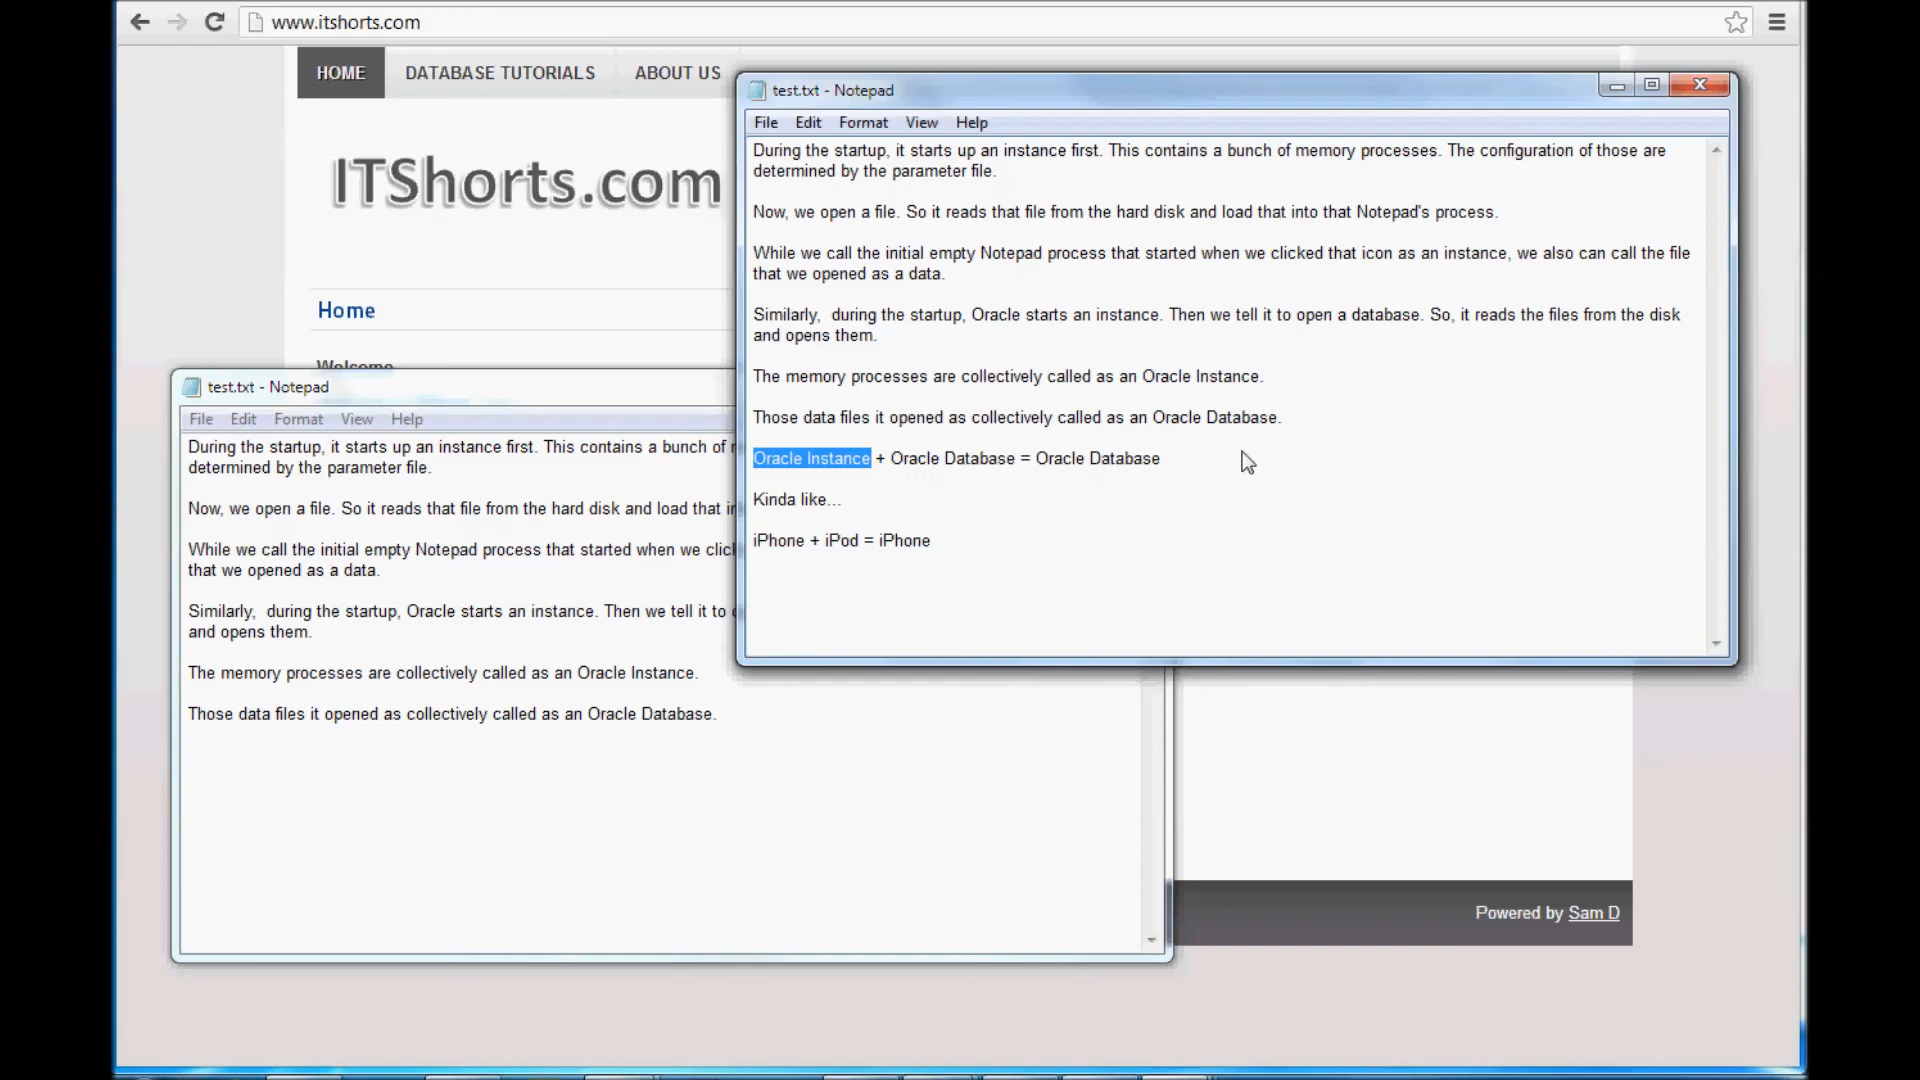 www.itshorts.com
HOME
DATABASE TUTORIALS
ABOUT US
ITShorts.com
Home
Welcome
test.txt - Notepad
File Edit Format View Help
During the startup, it starts up an instance first. This contains a bunch of memory processes. The configuration of those are
determined by the parameter file.
Now, we open a file. So it reads that file from the hard disk and load that into that Notepad's process.
While we call the initial empty Notepad process that started when we clicked that icon as an instance, we also can call the file
that we opened as a data.
Similarly,  during the startup, Oracle starts an instance. Then we tell it to open a database. So, it reads the files from the disk
and opens them.
The memory processes are collectively called as an Oracle Instance.
Those data files it opened as collectively called as an Oracle Database.
Oracle Instance + Oracle Database = Oracle Database
Kinda like...
iPhone + iPod = iPhone
test.txt - Notepad
File Edit Format View Help
During the startup, it starts up an instance first. This contains a bunch of
determined by the parameter file.
Now, we open a file. So it reads that file from the hard disk and load that
While we call the initial empty Notepad process that started when we
that we opened as a data.
Similarly,  during the startup, Oracle starts an instance. Then we tell it to
and opens them.
The memory processes are collectively called as an Oracle Instance.
Those data files it opened as collectively called as an Oracle Database.
Powered by Sam D